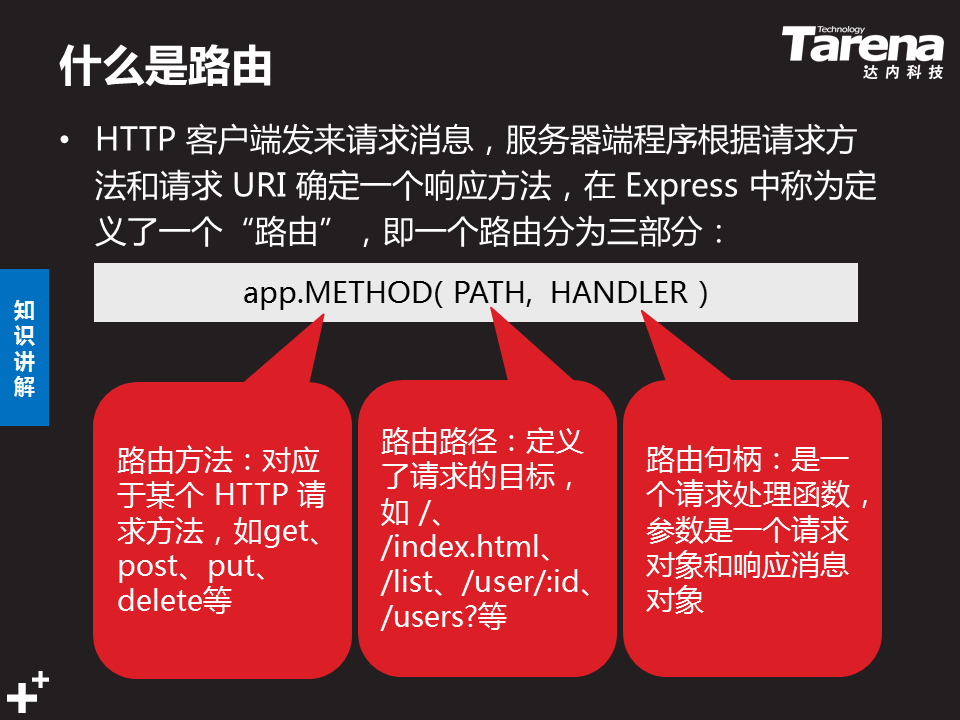 什么是路由
Technology
Tarena
达内科技
• HTTP 客户端发来请求消息，服务器端程序根据请求方
法和请求 URI 确定一个响应方法，在 Express 中称为定
义了一个“路由”，即一个路由分为三部分：
app.METHOD( PATH, HANDLER )
知
识
讲
解
路由方法：对应
于某个 HTTP 请
求方法，如get、
post、put、
delete等
路由路径：定义
了请求的目标，
如 /、
/index.html、
/list、/user/:id、
/users?等
路由句柄：是一
个请求处理函数，
参数是一个请求
对象和响应消息
对象